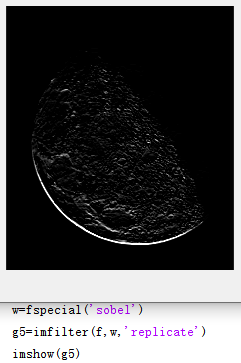 w=fspecial('sobel')
g5=imfilter(f,w,'replicate')
imshow(g5)